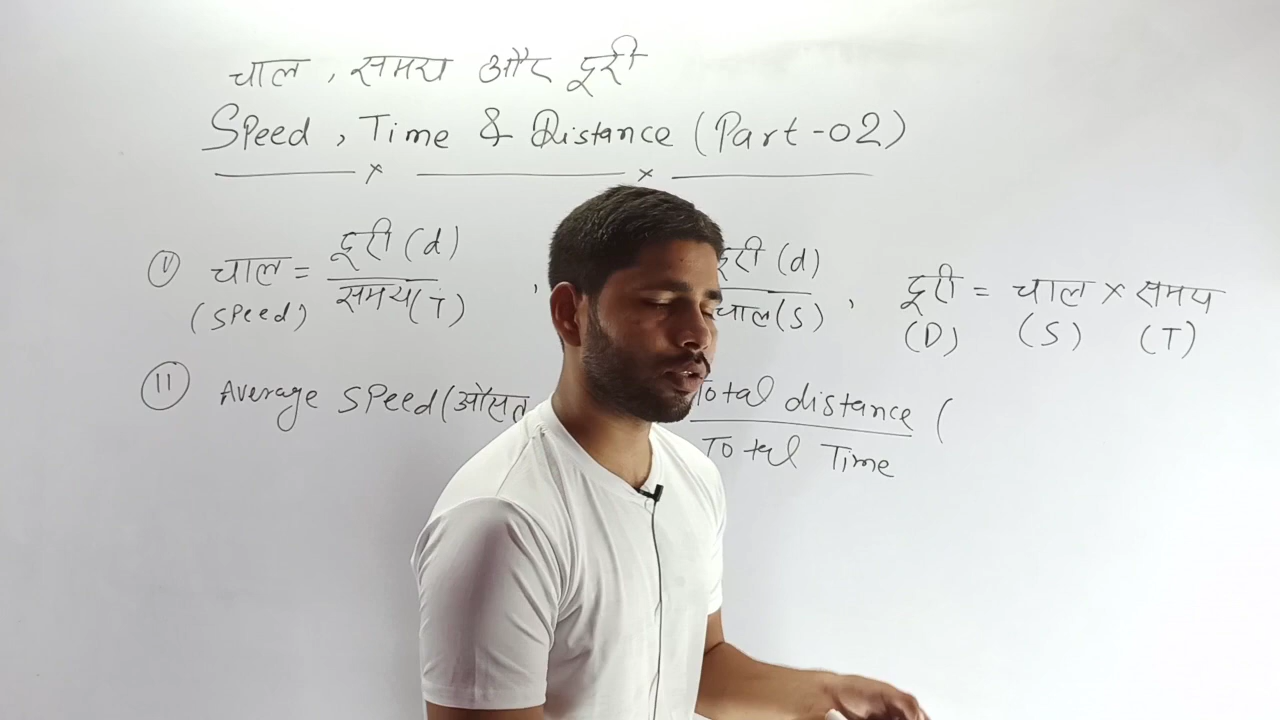 चाल , समय और दूरी
Speed , Time & Distance (Part-02)
चाल = दूरी (d) / समय (T) , दूरी (d) / चाल (S) , दूरी = चाल × समय
(Speed) (D) (S) (T)
(II) Average Speed (औसत Total distance (
Total Time